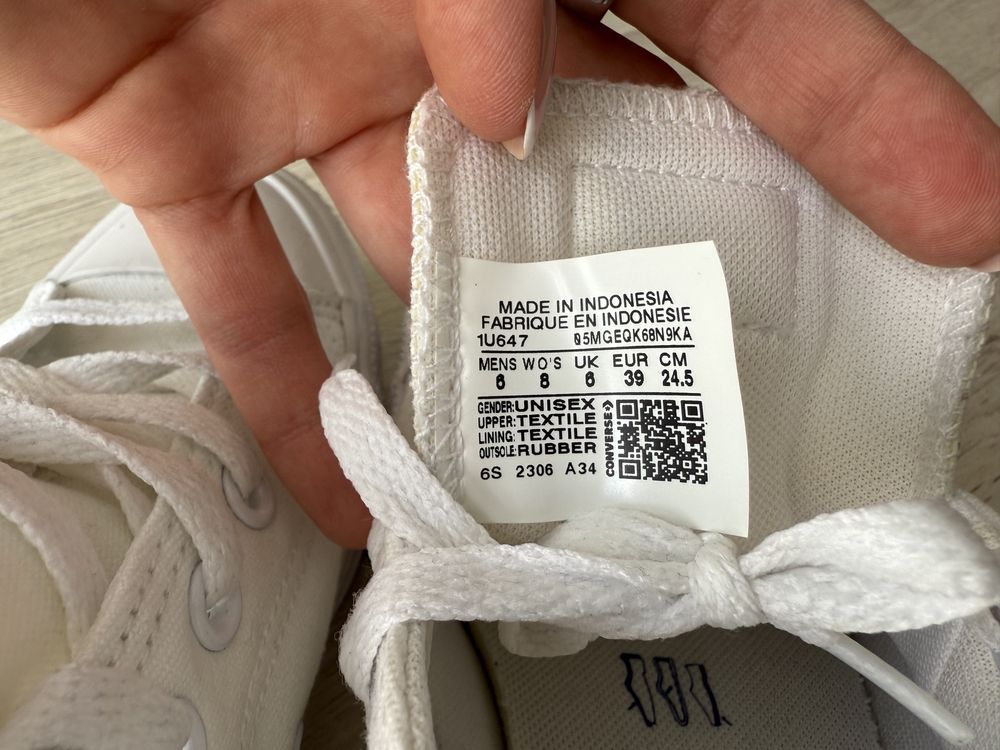 MADE IN INDONESIA
FABRIQUE EN INDONESIE
1U647 05MGEQK68N9KA
MENS WO'S UK EUR CM
6 8 6 39 24.5
GENDER:UNISEX
UPPER:TEXTILE
LINING:TEXTILE
OUTSOLE:RUBBER
CONVERSE
6S 2306 A34